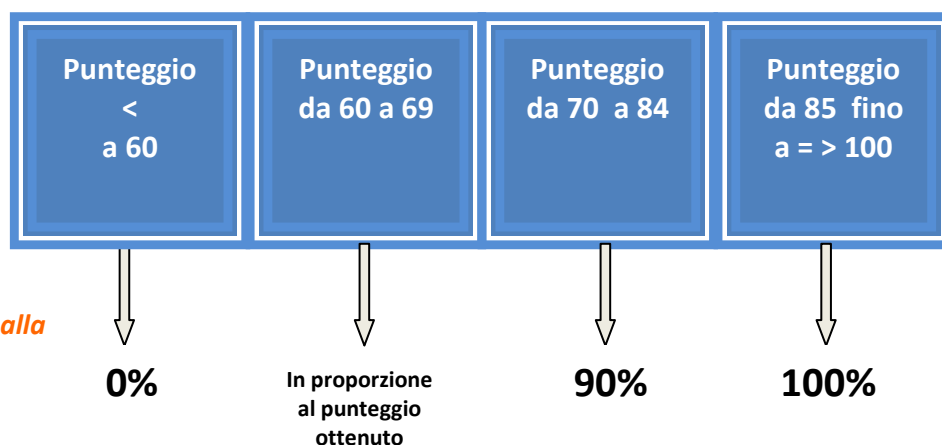 Punteggio
<
a 60
Punteggio
da 60 a 69
Punteggio
da 70 a 84
Punteggio
da 85 fino
a = > 100
alla
0%
In proporzione
al punteggio
ottenuto
90%
100%